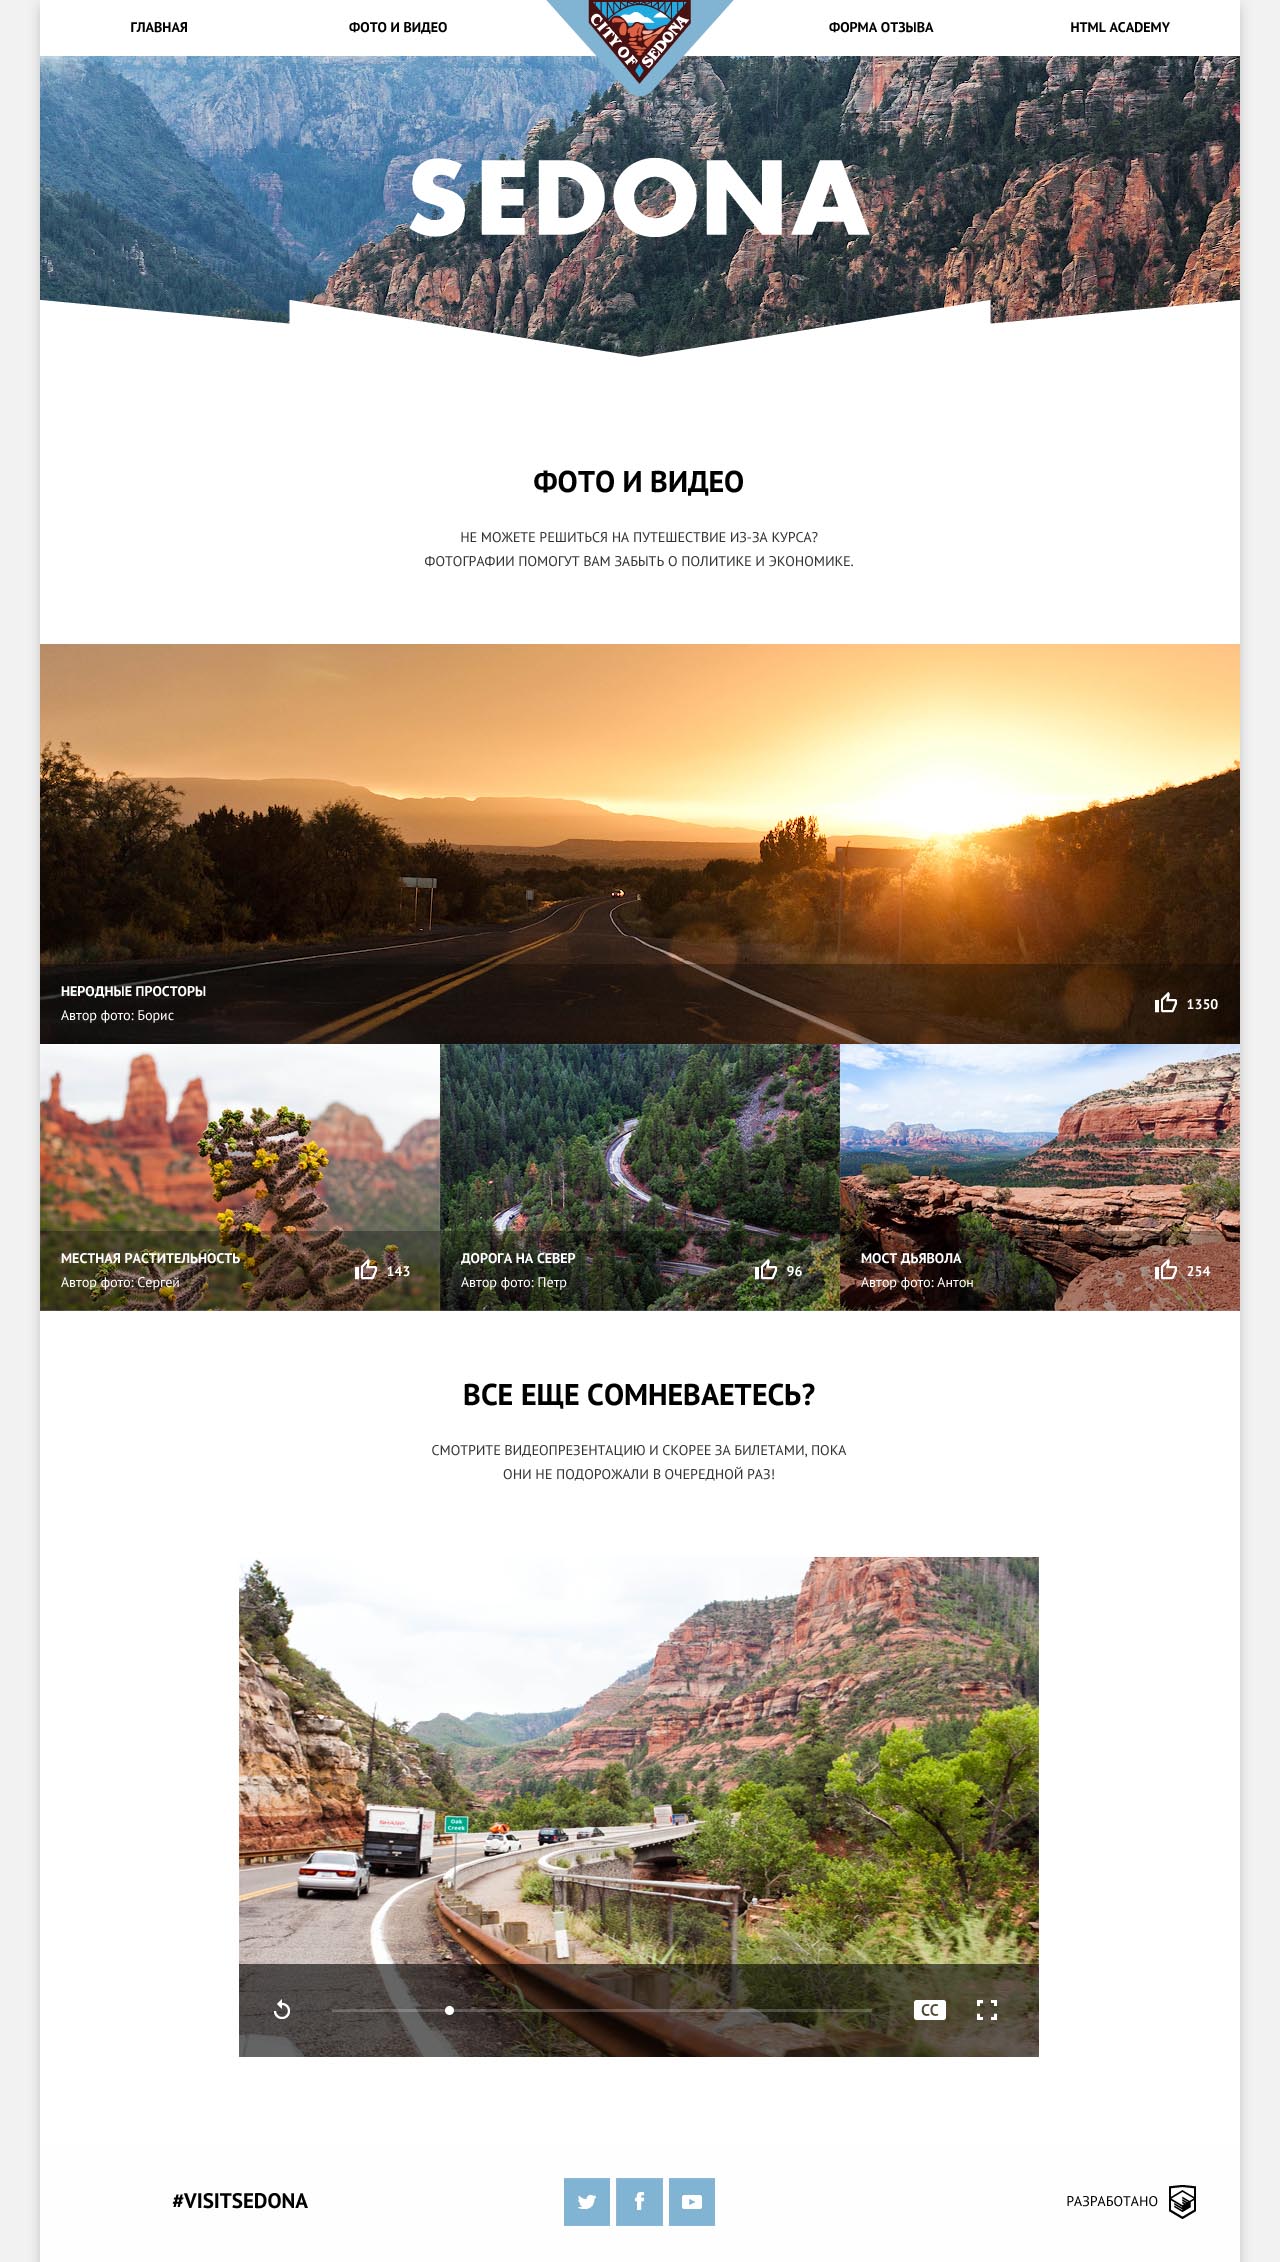 ГЛАВНАЯ
ФОТО И ВИДЕО
CITY OF SEDONA
ФОРМА ОТЗЫВА
HTML ACADEMY
SEDONA
ФОТО И ВИДЕО
НЕ МОЖЕТЕ РЕШИТЬСЯ НА ПУТЕШЕСТВИЕ ИЗ-ЗА КУРСА?
ФОТОГРАФИИ ПОМОГУТ ВАМ ЗАБЫТЬ О ПОЛИТИКЕ И ЭКОНОМИКЕ.
НЕРОДНЫЕ ПРОСТОРЫ
Автор фото: Борис
1350
МЕСТНАЯ РАСТИТЕЛЬНОСТЬ
Автор фото: Сергей
143
ДОРОГА НА СЕВЕР
Автор фото: Петр
96
МОСТ ДЬЯВОЛА
Автор фото: Антон
254
ВСЕ ЕЩЕ СОМНЕВАЕТЕСЬ?
СМОТРИТЕ ВИДЕОПРЕЗЕНТАЦИЮ И СКОРЕЕ ЗА БИЛЕТАМИ, ПОКА
ОНИ НЕ ПОДОРОЖАЛИ В ОЧЕРЕДНОЙ РАЗ!
SHARP
Oak
Creek
CC
#VISITSEDONA
РАЗРАБОТАНО